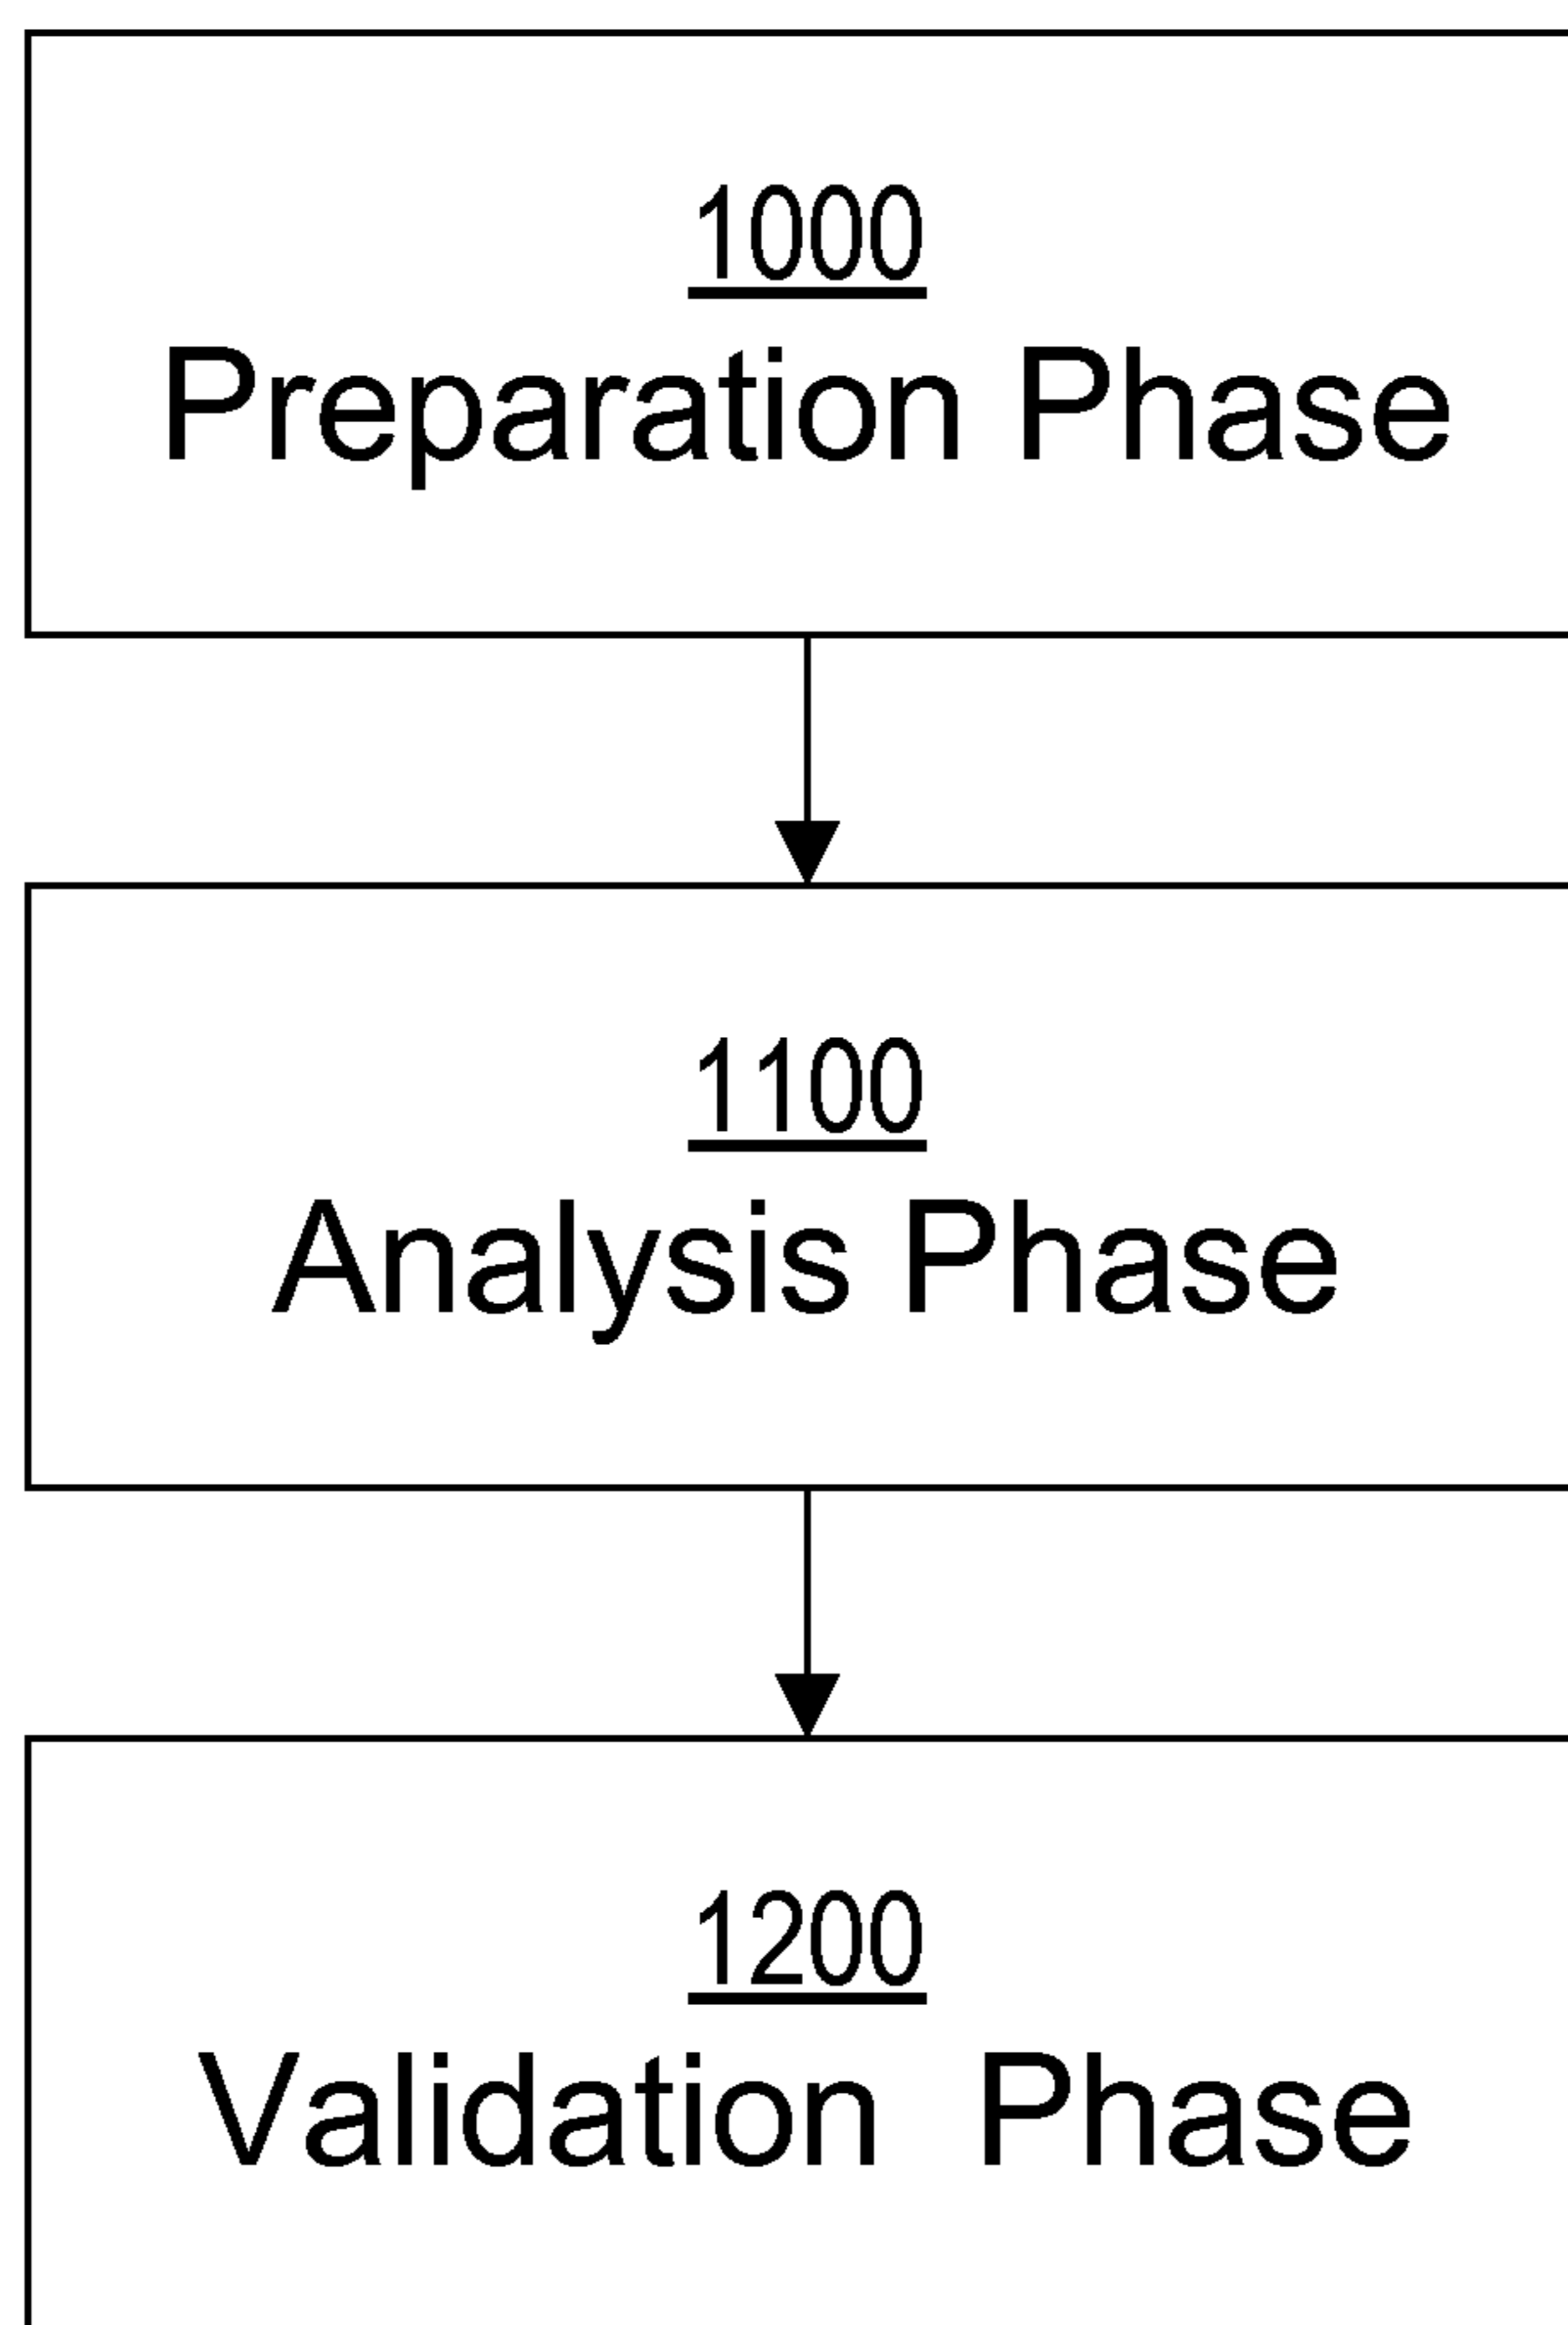 1000
Preparation Phase
1100
Analysis Phase
1200
Validation Phase